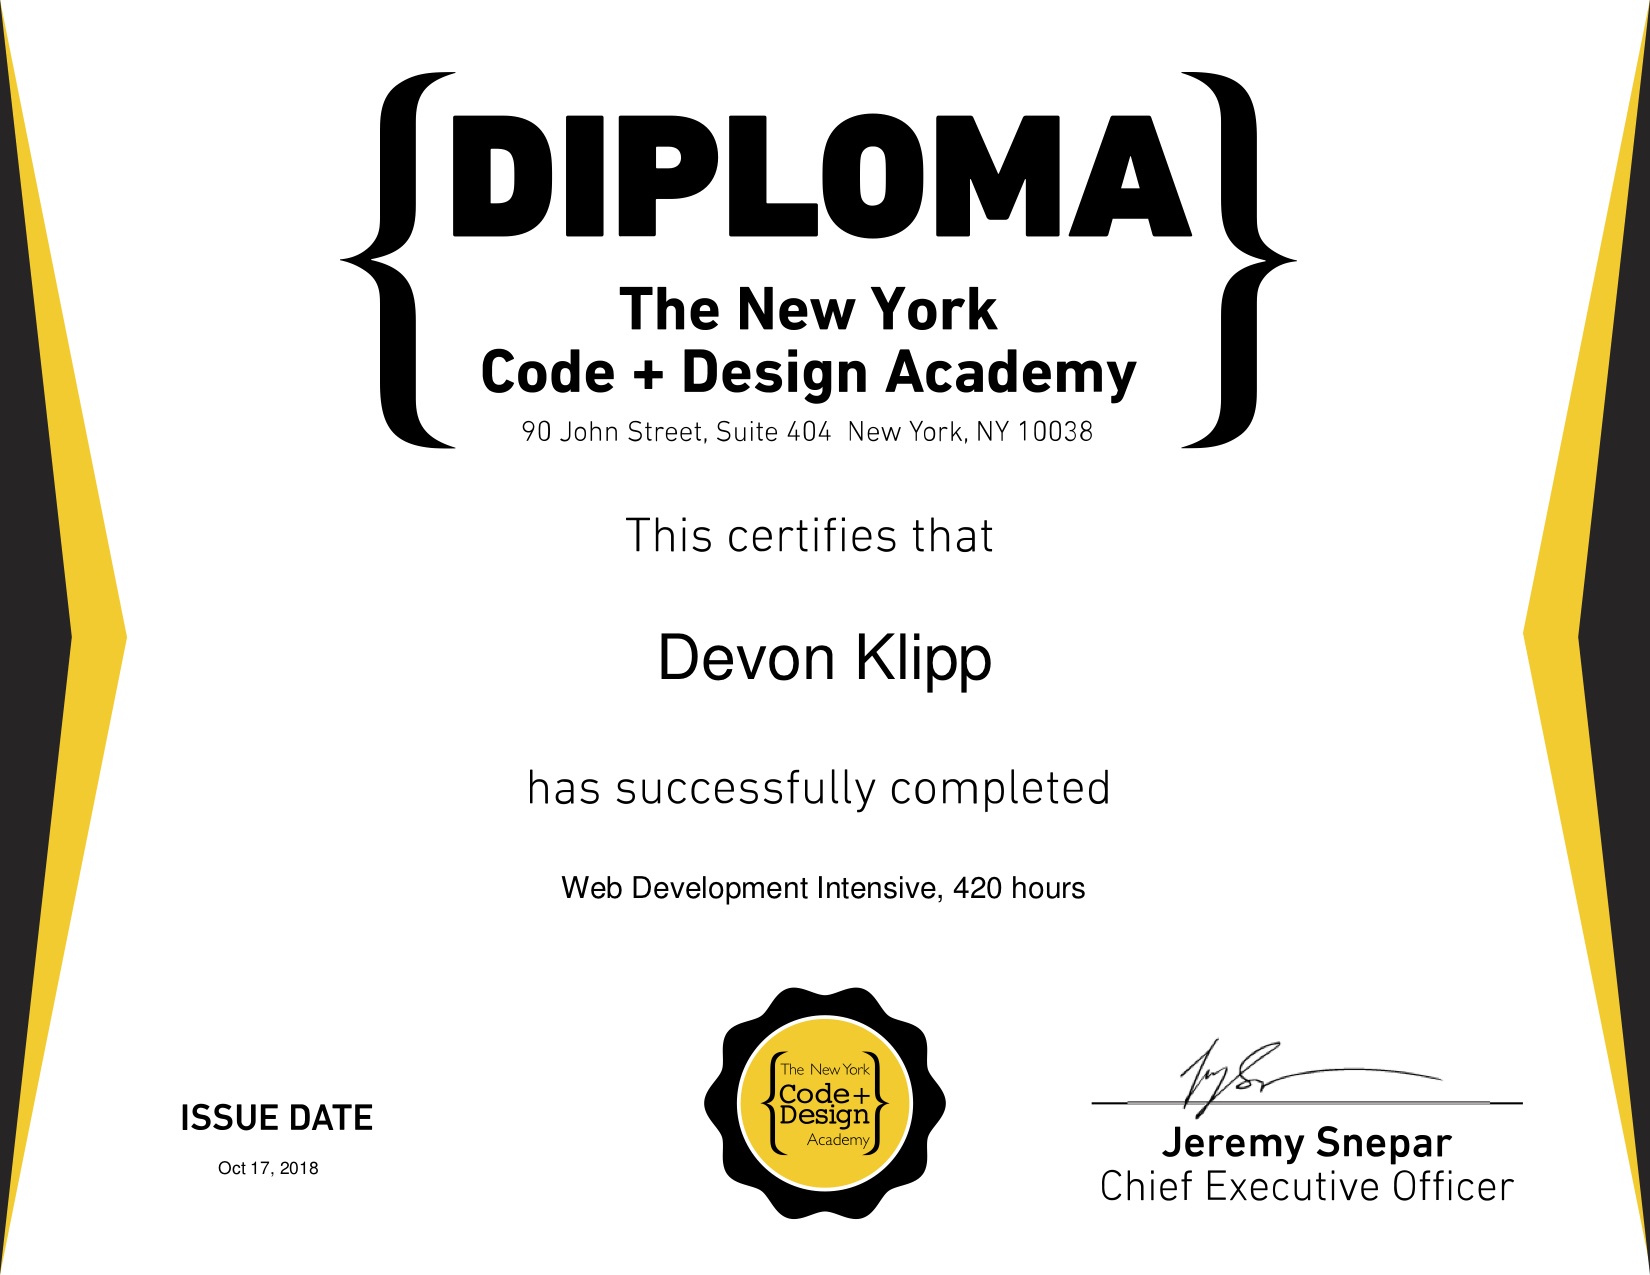 DIPLOMA
The New York
Code + Design Academy
90 John Street, Suite 404 New York, NY 10038
This certifies that
Devon Klipp
has successfully completed
Web Development Intensive, 420 hours
The New York
Code+
Design
Academy
ISSUE DATE
Oct 17, 2018
Jeremy Snepar
Chief Executive Officer